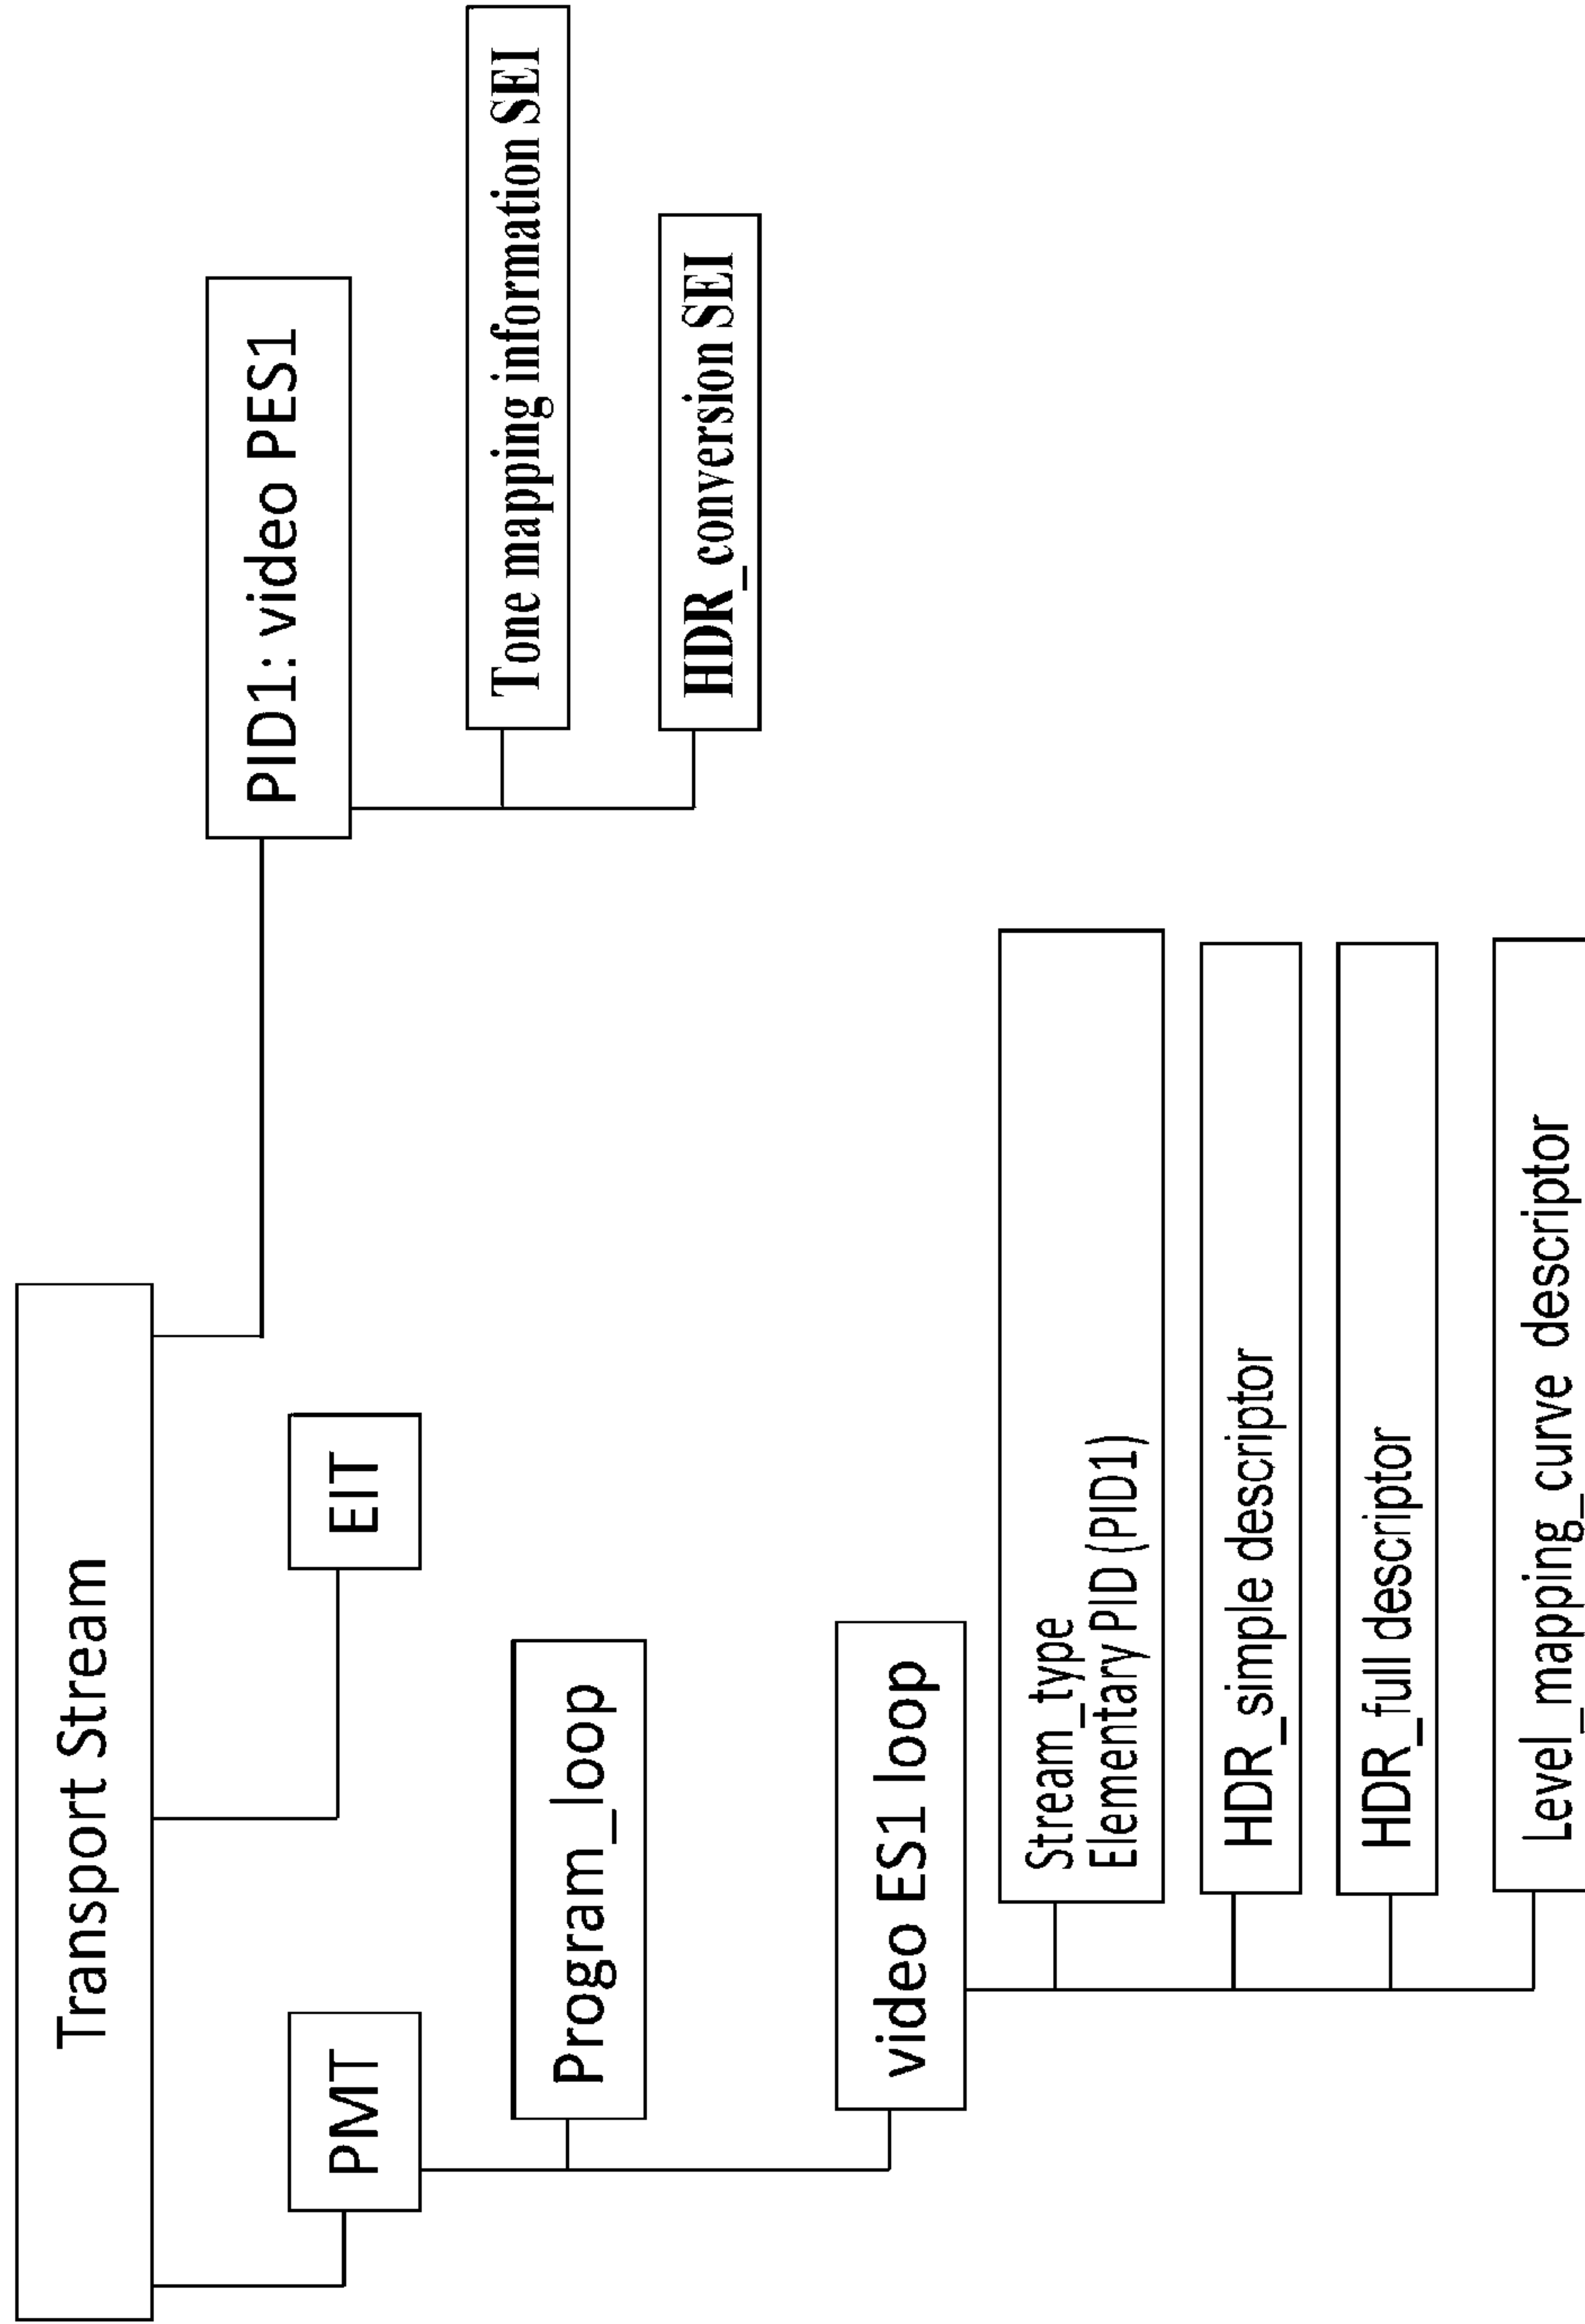 Transport Stream
PMT
EIT
PID1: video PES1
Program_loop
Tone mapping information SEI
HDR_conversion SEI
video ES1 loop
Stream_type
Elementary PID (PID1)
HDR_simple descriptor
HDR_full descriptor
Level_mapping_curve descriptor